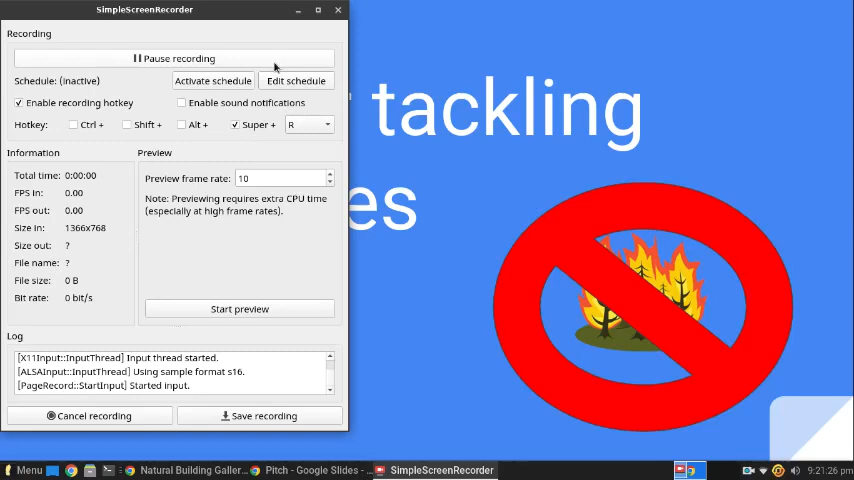 SimpleScreenRecorder
Recording
Pause recording
Schedule: (inactive)
Activate schedule
Edit schedule
Enable recording hotkey
Enable sound notifications
Hotkey:
Ctrl +
Shift +
Alt +
Super +
R
Information
Total time: 0:00:00
FPS in: 0.00
FPS out: 0.00
Size in: 1366x768
Size out: ?
File name: ?
File size: 0 B
Bit rate: 0 bit/s
Preview
Preview frame rate: 10
Note: Previewing requires extra CPU time
(especially at high frame rates).
Start preview
Log
[X11Input::InputThread] Input thread started.
[ALSAInput::InputThread] Using sample format s16.
[PageRecord::StartInput] Started input.
Cancel recording
Save recording
tackling
es
Menu
Natural Building Galler...
Pitch - Google Slides - ...
SimpleScreenRecorder
9:21:26 pm